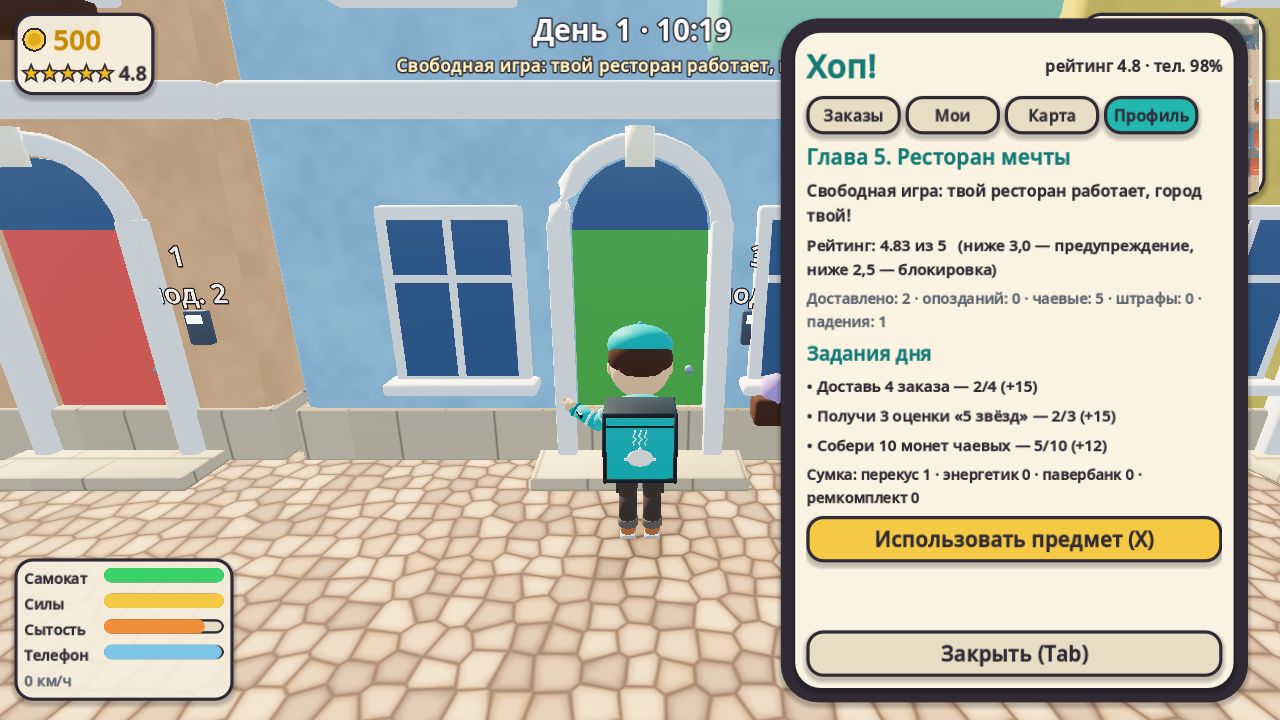 500
4.8
День 1 · 10:19
Свободная игра: твой ресторан работает,
1
под. 2
Хоп!
рейтинг 4.8 · тел. 98%
Заказы
Мои
Карта
Профиль
Глава 5. Ресторан мечты
Свободная игра: твой ресторан работает, город
твой!
Рейтинг: 4.83 из 5 (ниже 3,0 — предупреждение,
ниже 2,5 — блокировка)
Доставлено: 2 · опозданий: 0 · чаевые: 5 · штрафы: 0 ·
падения: 1
Задания дня
• Доставь 4 заказа — 2/4 (+15)
• Получи 3 оценки «5 звёзд» — 2/3 (+15)
• Собери 10 монет чаевых — 5/10 (+12)
Сумка: перекус 1 · энергетик 0 · павербанк 0 ·
ремкомплект 0
Использовать предмет (X)
Закрыть (Tab)
Самокат
Силы
Сытость
Телефон
0 км/ч